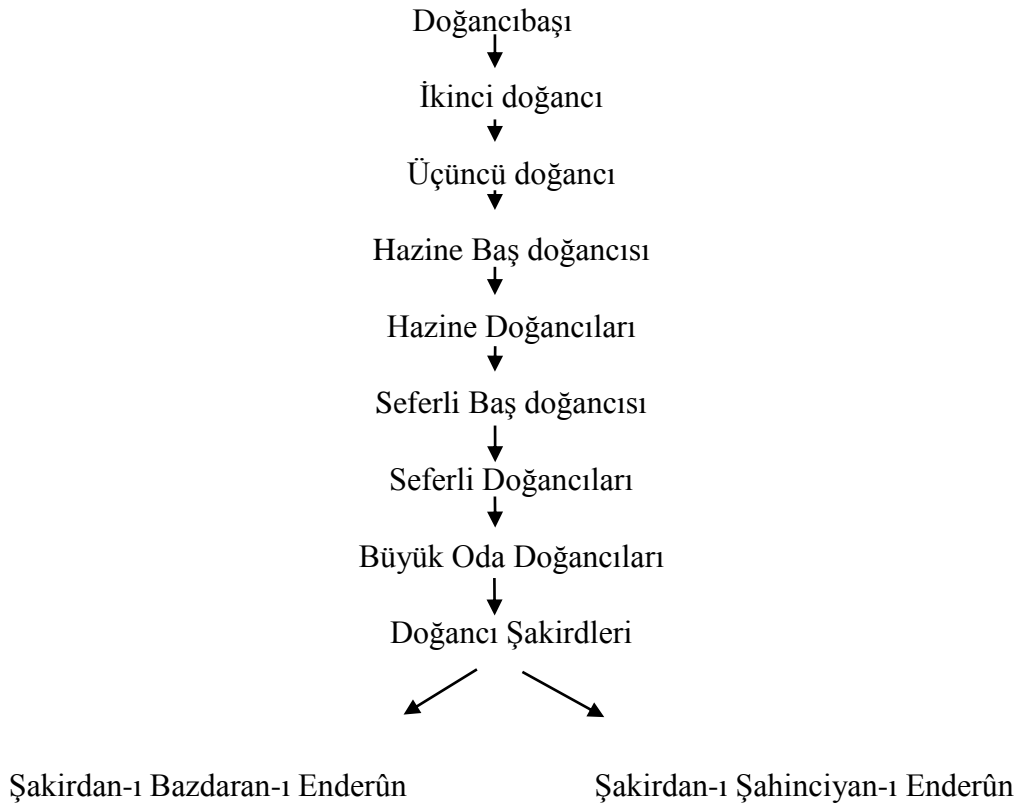 Doğancıbaşı
İkinci doğancı
Üçüncü doğancı
Hazine Baş doğancısı
Hazine Doğancıları
Seferli Baş doğancısı
Seferli Doğancıları
Büyük Oda Doğancıları
Doğancı Şakirdleri
Şakirdan-ı Bazdaran-ı Enderûn Şakirdan-ı Şahinciyan-ı Enderûn